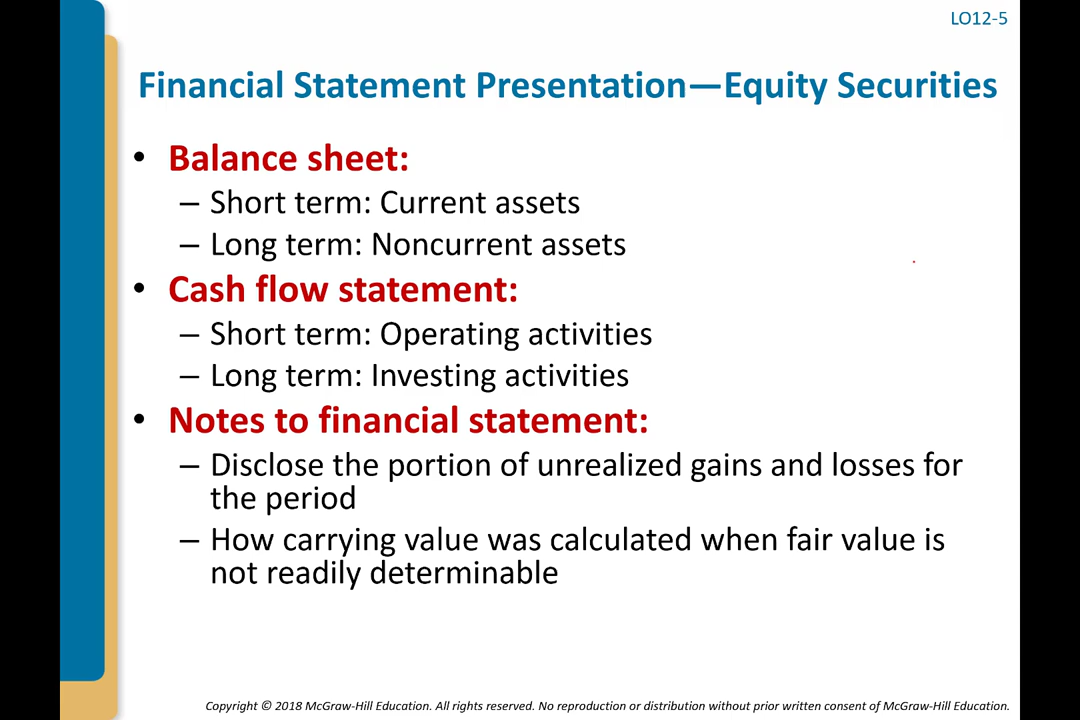 LO12-5
Financial Statement Presentation—Equity Securities
• Balance sheet:
– Short term: Current assets
– Long term: Noncurrent assets
• Cash flow statement:
– Short term: Operating activities
– Long term: Investing activities
• Notes to financial statement:
– Disclose the portion of unrealized gains and losses for
the period
– How carrying value was calculated when fair value is
not readily determinable
Copyright © 2018 McGraw-Hill Education. All rights reserved. No reproduction or distribution without prior written consent of McGraw-Hill Education.